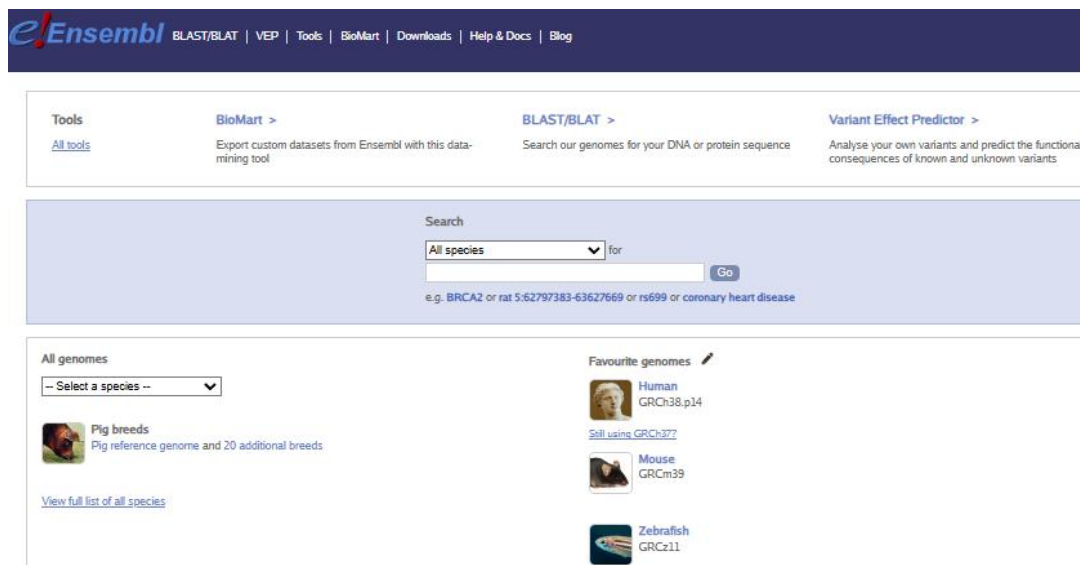 e!Ensembl BLAST/BLAT | VEP | Tools | BioMart | Downloads | Help & Docs | Blog
Tools
All tools
BioMart >
Export custom datasets from Ensembl with this data-
mining tool
BLAST/BLAT >
Search our genomes for your DNA or protein sequence
Variant Effect Predictor >
Analyse your own variants and predict the functiona
consequences of known and unknown variants
Search
All species for
Go
e.g. BRCA2 or rat 5:62797383-63627669 or rs699 or coronary heart disease
All genomes
-- Select a species --
Pig breeds
Pig reference genome and 20 additional breeds
View full list of all species
Favourite genomes
Human
GRCh38.p14
Still using GRCh37?
Mouse
GRCm39
Zebrafish
GRCz11